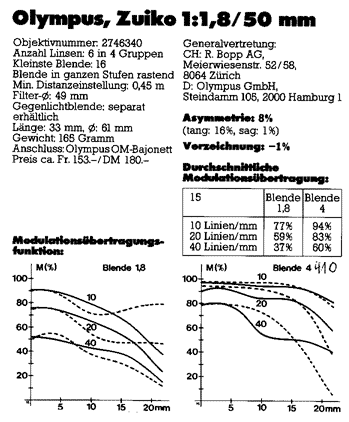 Olympus, Zuiko 1:1,8/50 mm
Objektivnummer: 2746340
Anzahl Linsen: 6 in 4 Gruppen
Kleinste Blende: 16
Blende in ganzen Stufen rastend
Min. Distanzeinstellung: 0,45 m
Filter-ø: 49 mm
Gegenlichtblende: separat
erhältlich
Länge: 33 mm, ø: 61 mm
Gewicht: 165 Gramm
Anschluss: Olympus OM-Bajonett
Preis ca. Fr. 153.–/DM 180.–
Generalvertretung:
CH: R. Bopp AG,
Meierwiesenstr. 52/58,
8064 Zürich
D: Olympus GmbH,
Steindamm 105, 2000 Hamburg 1
Asymmetrie: 8%
(tang: 16%, sag: 1%)
Verzeichnung: –1%
Durchschnittliche
Modulationsübertragung:
15 Blende 1,8 Blende 4
10 Linien/mm 77% 94%
20 Linien/mm 59% 83%
40 Linien/mm 37% 60%
Modulationsübertragungs-
funktion:
M(%) Blende 1,8
100
80
60
40
20
10
20
40
5 10 15 20mm
M(%) Blende 4 410
100
80
60
40
20
10
20
40
0 5 10 15 20mm